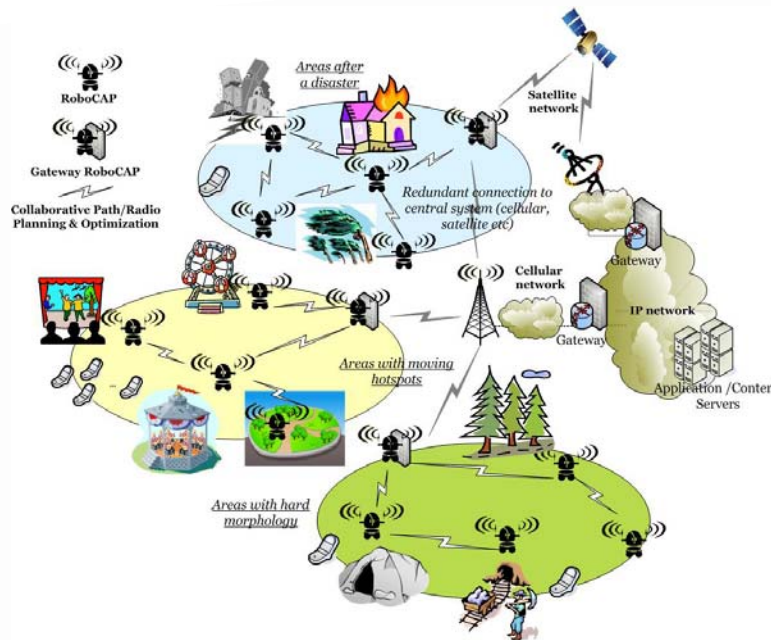 RoboCAP
Gateway RoboCAP
Collaborative Path/Radio
Planning & Optimization
Areas after
a disaster
Satellite
network
Redundant connection to
central system (cellular,
satellite etc)
Gateway
Cellular
network
IP network
Gateway
Application /Conten
Servers
Areas with moving
hotspots
...
Areas with hard
morphology